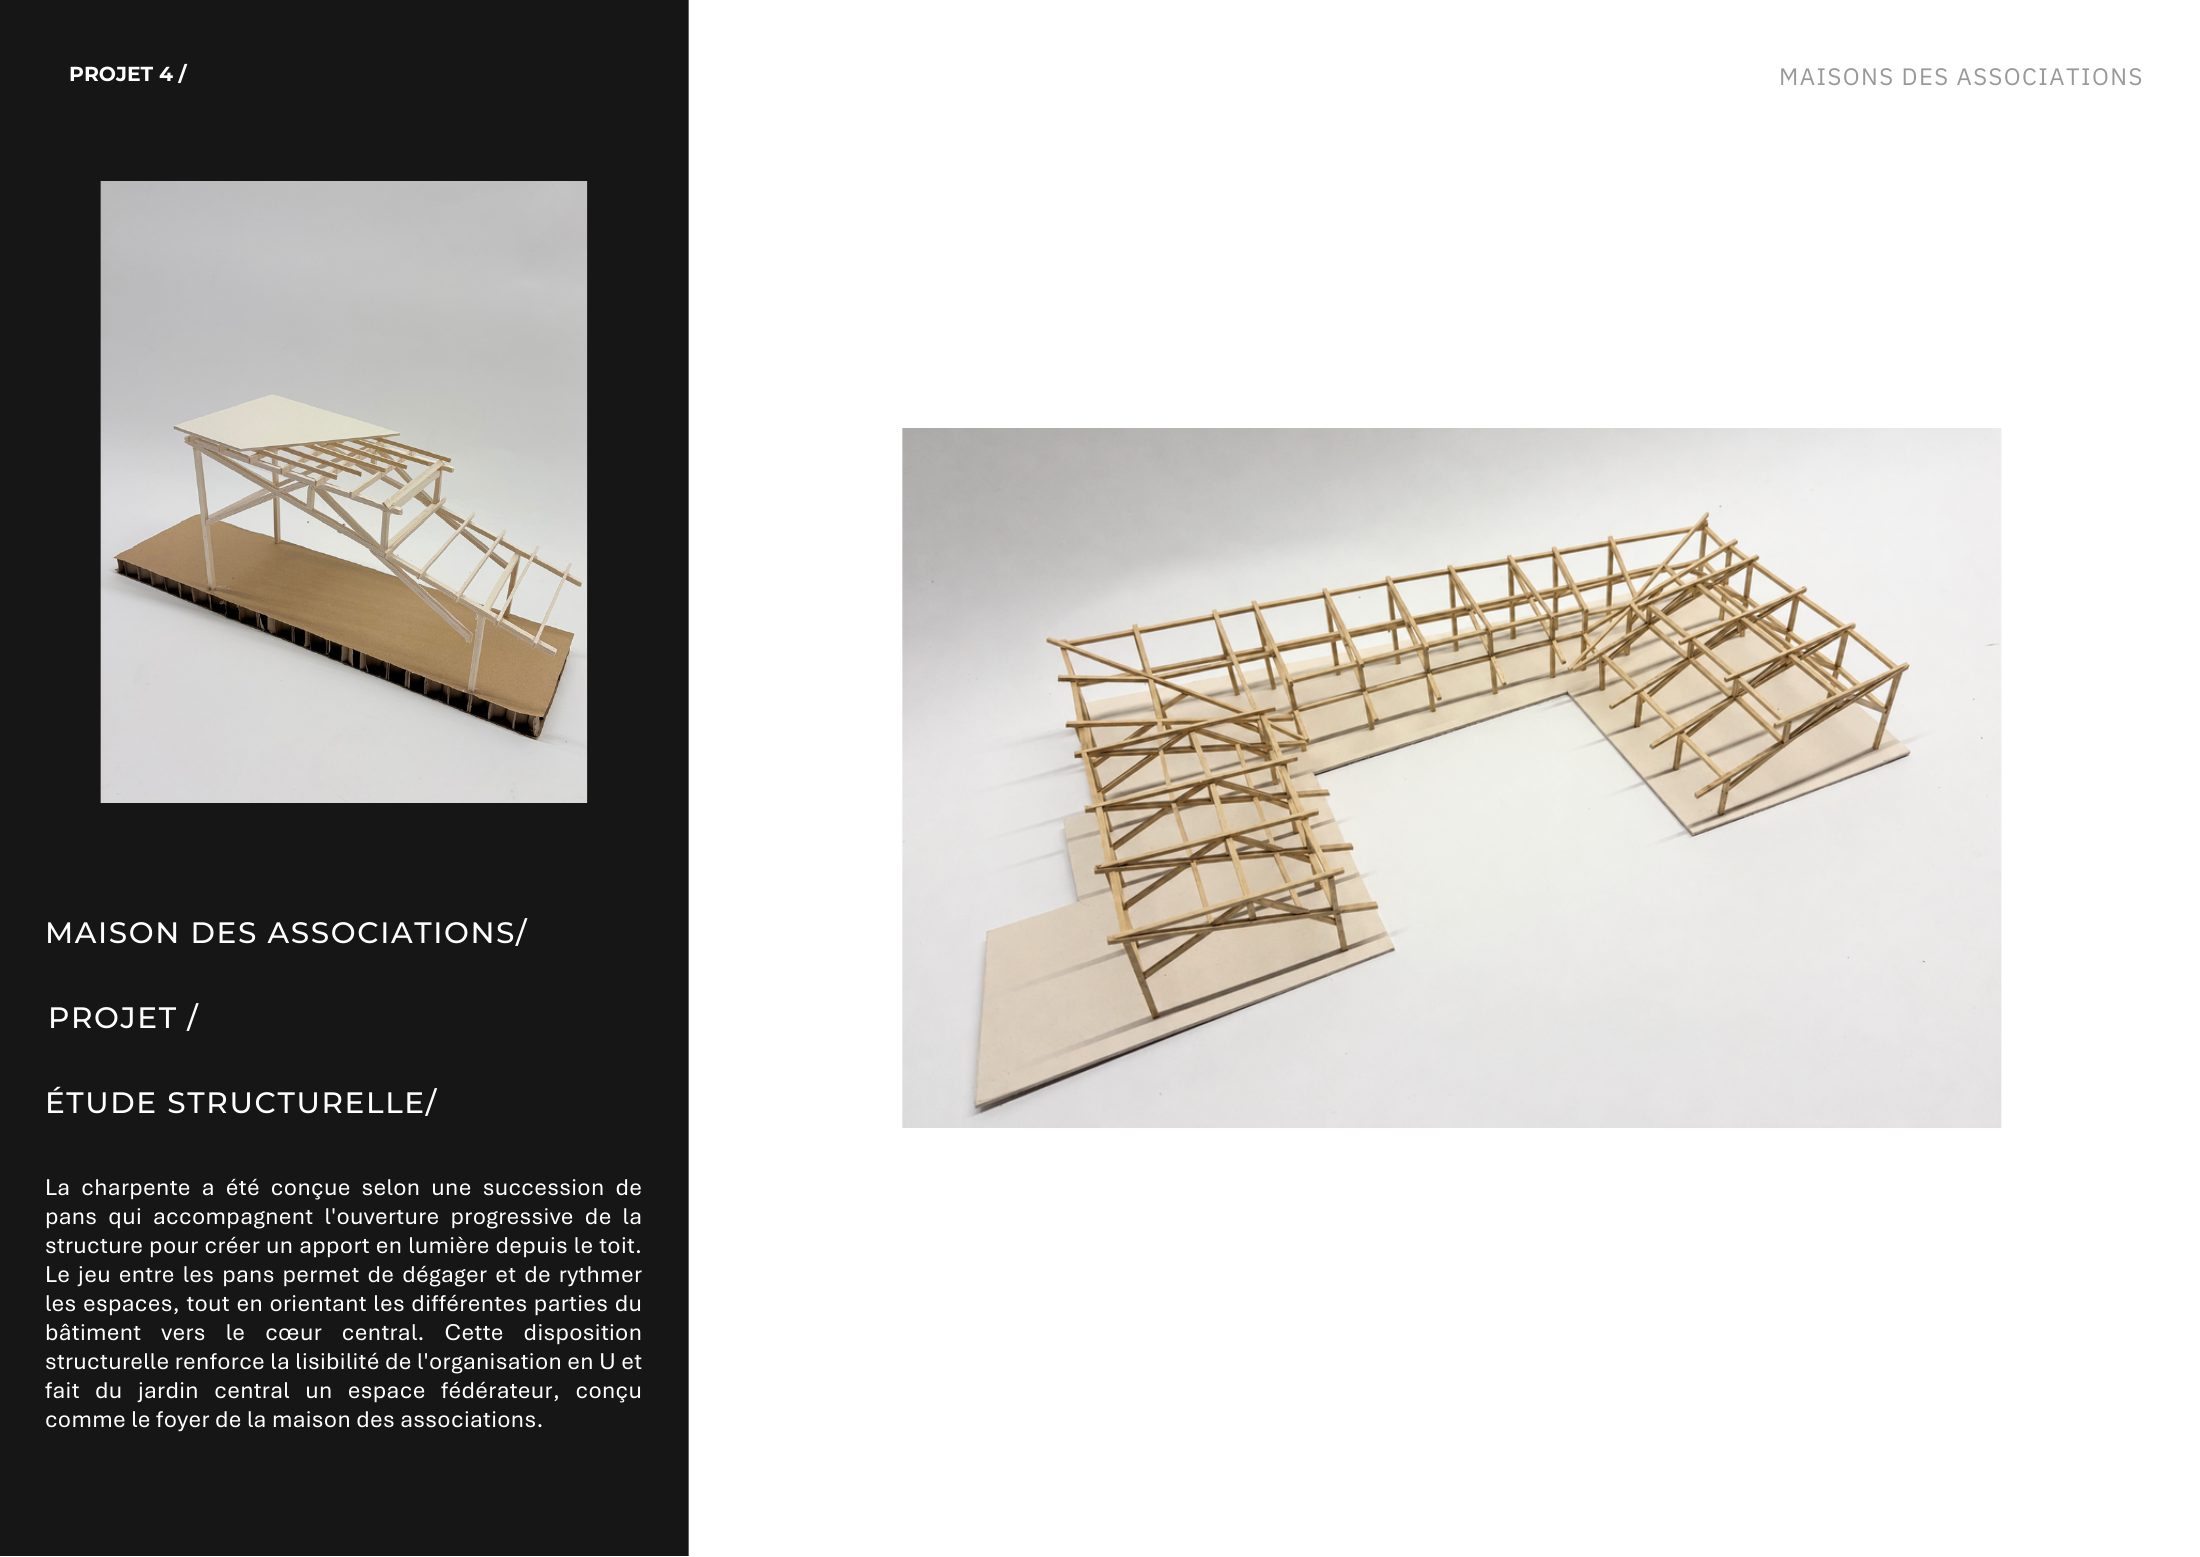 PROJET 4 /
MAISONS DES ASSOCIATIONS
MAISON DES ASSOCIATIONS/
PROJET /
ÉTUDE STRUCTURELLE/
La charpente a été conçue selon une succession de
pans qui accompagnent l'ouverture progressive de la
structure pour créer un apport en lumière depuis le toit.
Le jeu entre les pans permet de dégager et de rythmer
les espaces, tout en orientant les différentes parties du
bâtiment vers le cœur central. Cette disposition
structurelle renforce la lisibilité de l'organisation en U et
fait du jardin central un espace fédérateur, conçu
comme le foyer de la maison des associations.